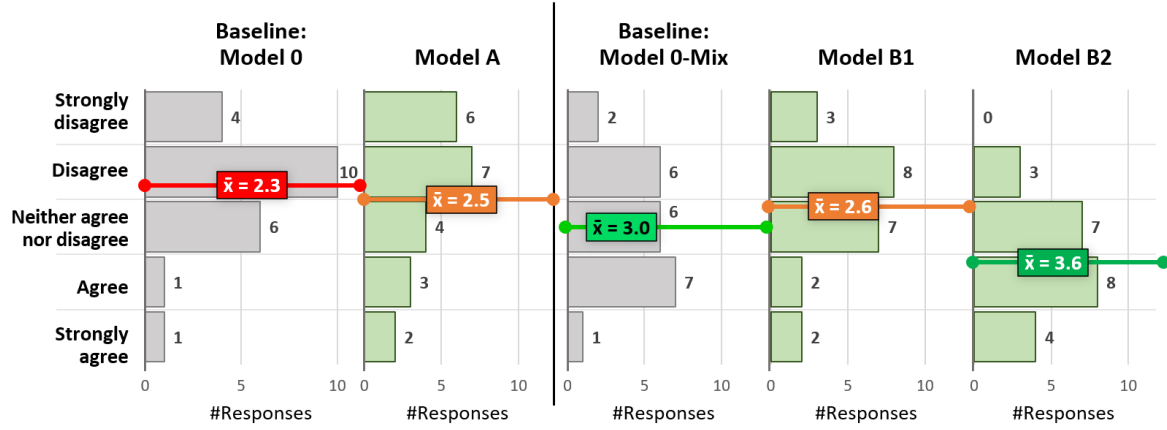 Baseline:
Model 0
Model A
Baseline:
Model 0-Mix
Model B1
Model B2
Strongly
disagree
4
6
2
3
0
Disagree
10
7
6
8
3
x̄ = 2.3
x̄ = 2.5
x̄ = 2.6
Neither agree
nor disagree
6
4
6
7
7
x̄ = 3.0
x̄ = 3.6
Agree
1
3
7
2
8
Strongly
agree
1
2
1
2
4
0 5 10
0 5 10
0 5 10
0 5 10
0 5 10
#Responses
#Responses
#Responses
#Responses
#Responses